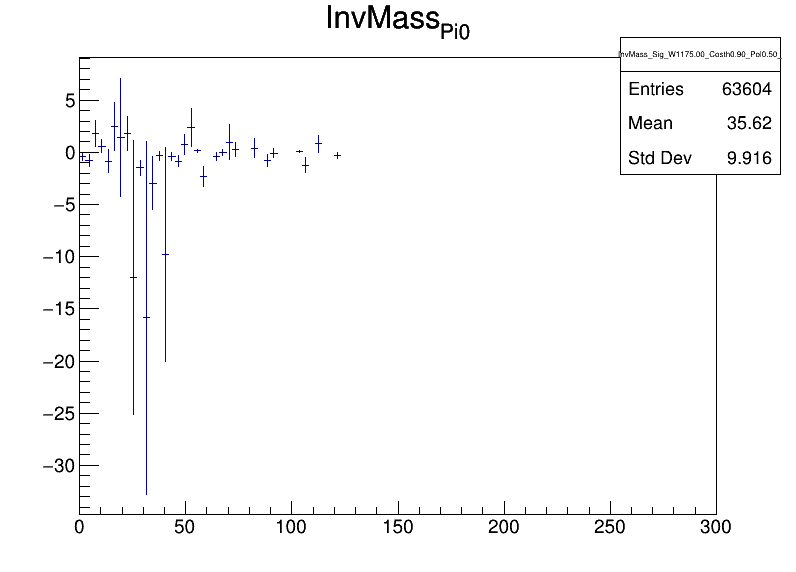 InvMass_Pi0
InvMass_Sig_W1175.00_Costh0.90_Pol0.50_
Entries 63604
Mean 35.62
Std Dev 9.916
5
0
−5
−10
−15
−20
−25
−30
0 50 100 150 200 250 300